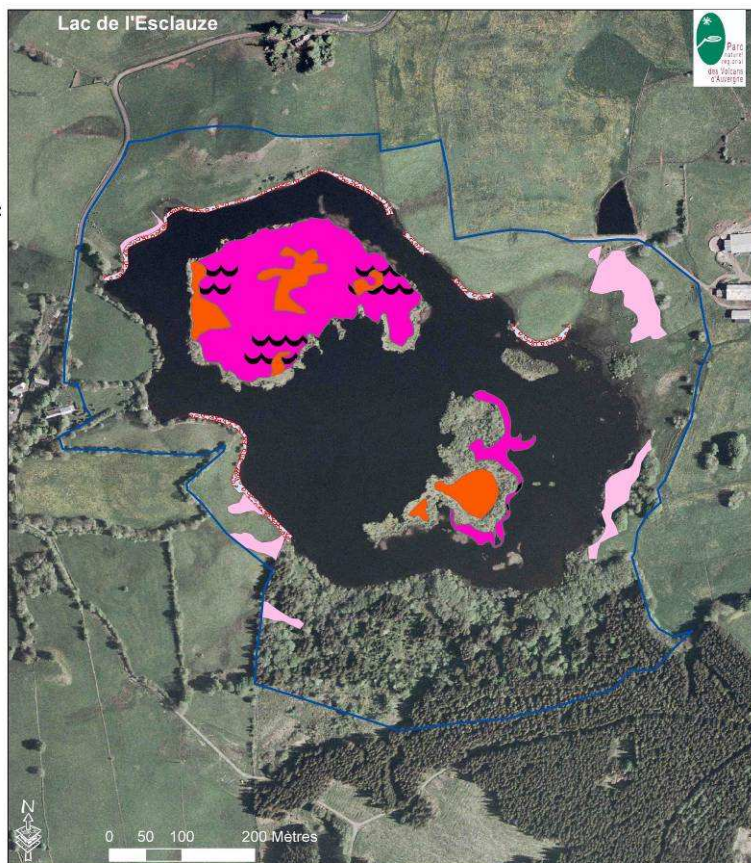 Lac de l'Esclauze
Parc
naturel
régional
des Volcans
d'Auvergne
N
0 50 100 200 Mètres